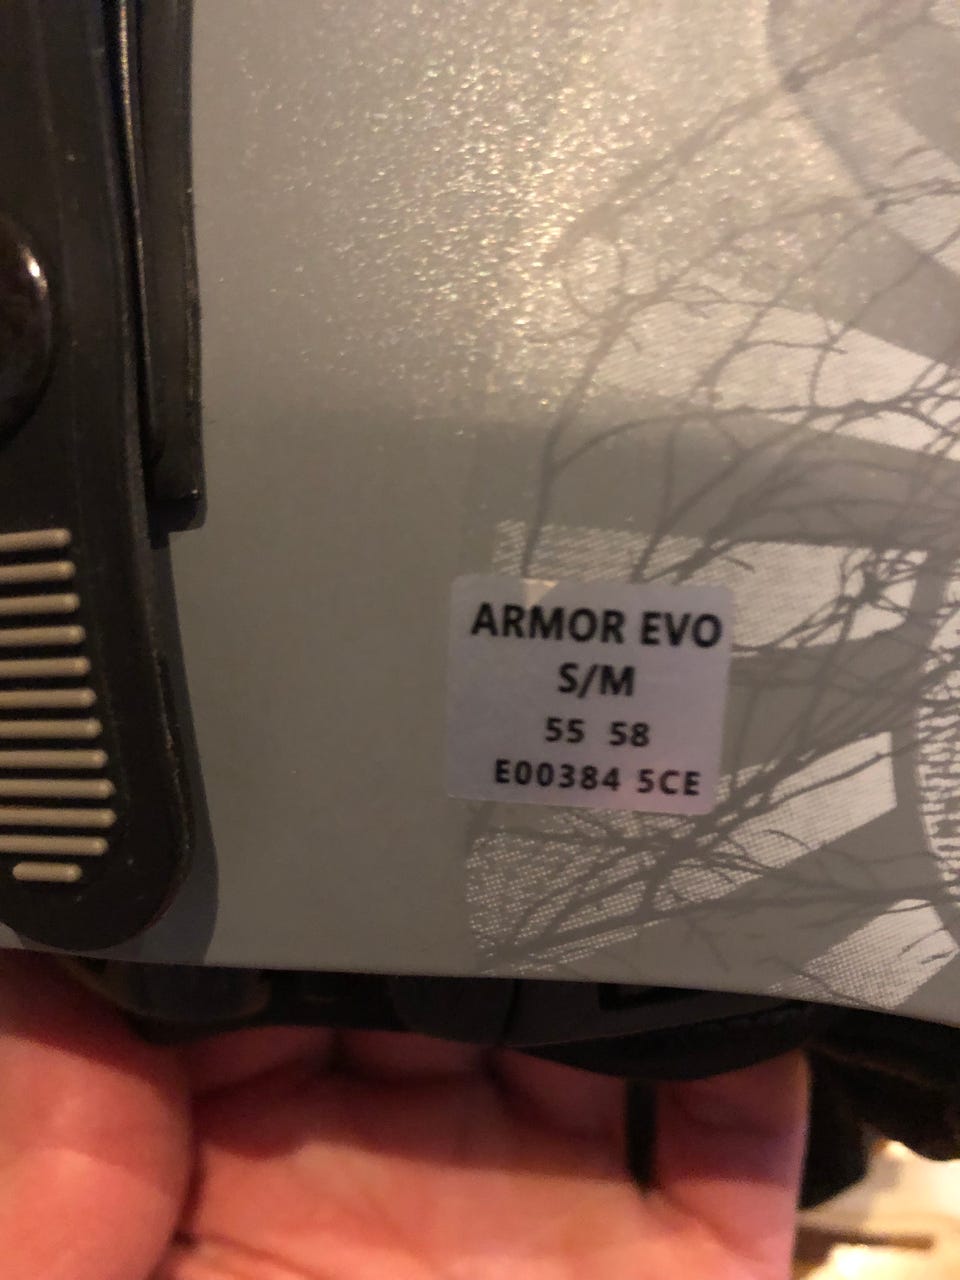 ARMOR EVO
S/M
55 58
E00384 5CE